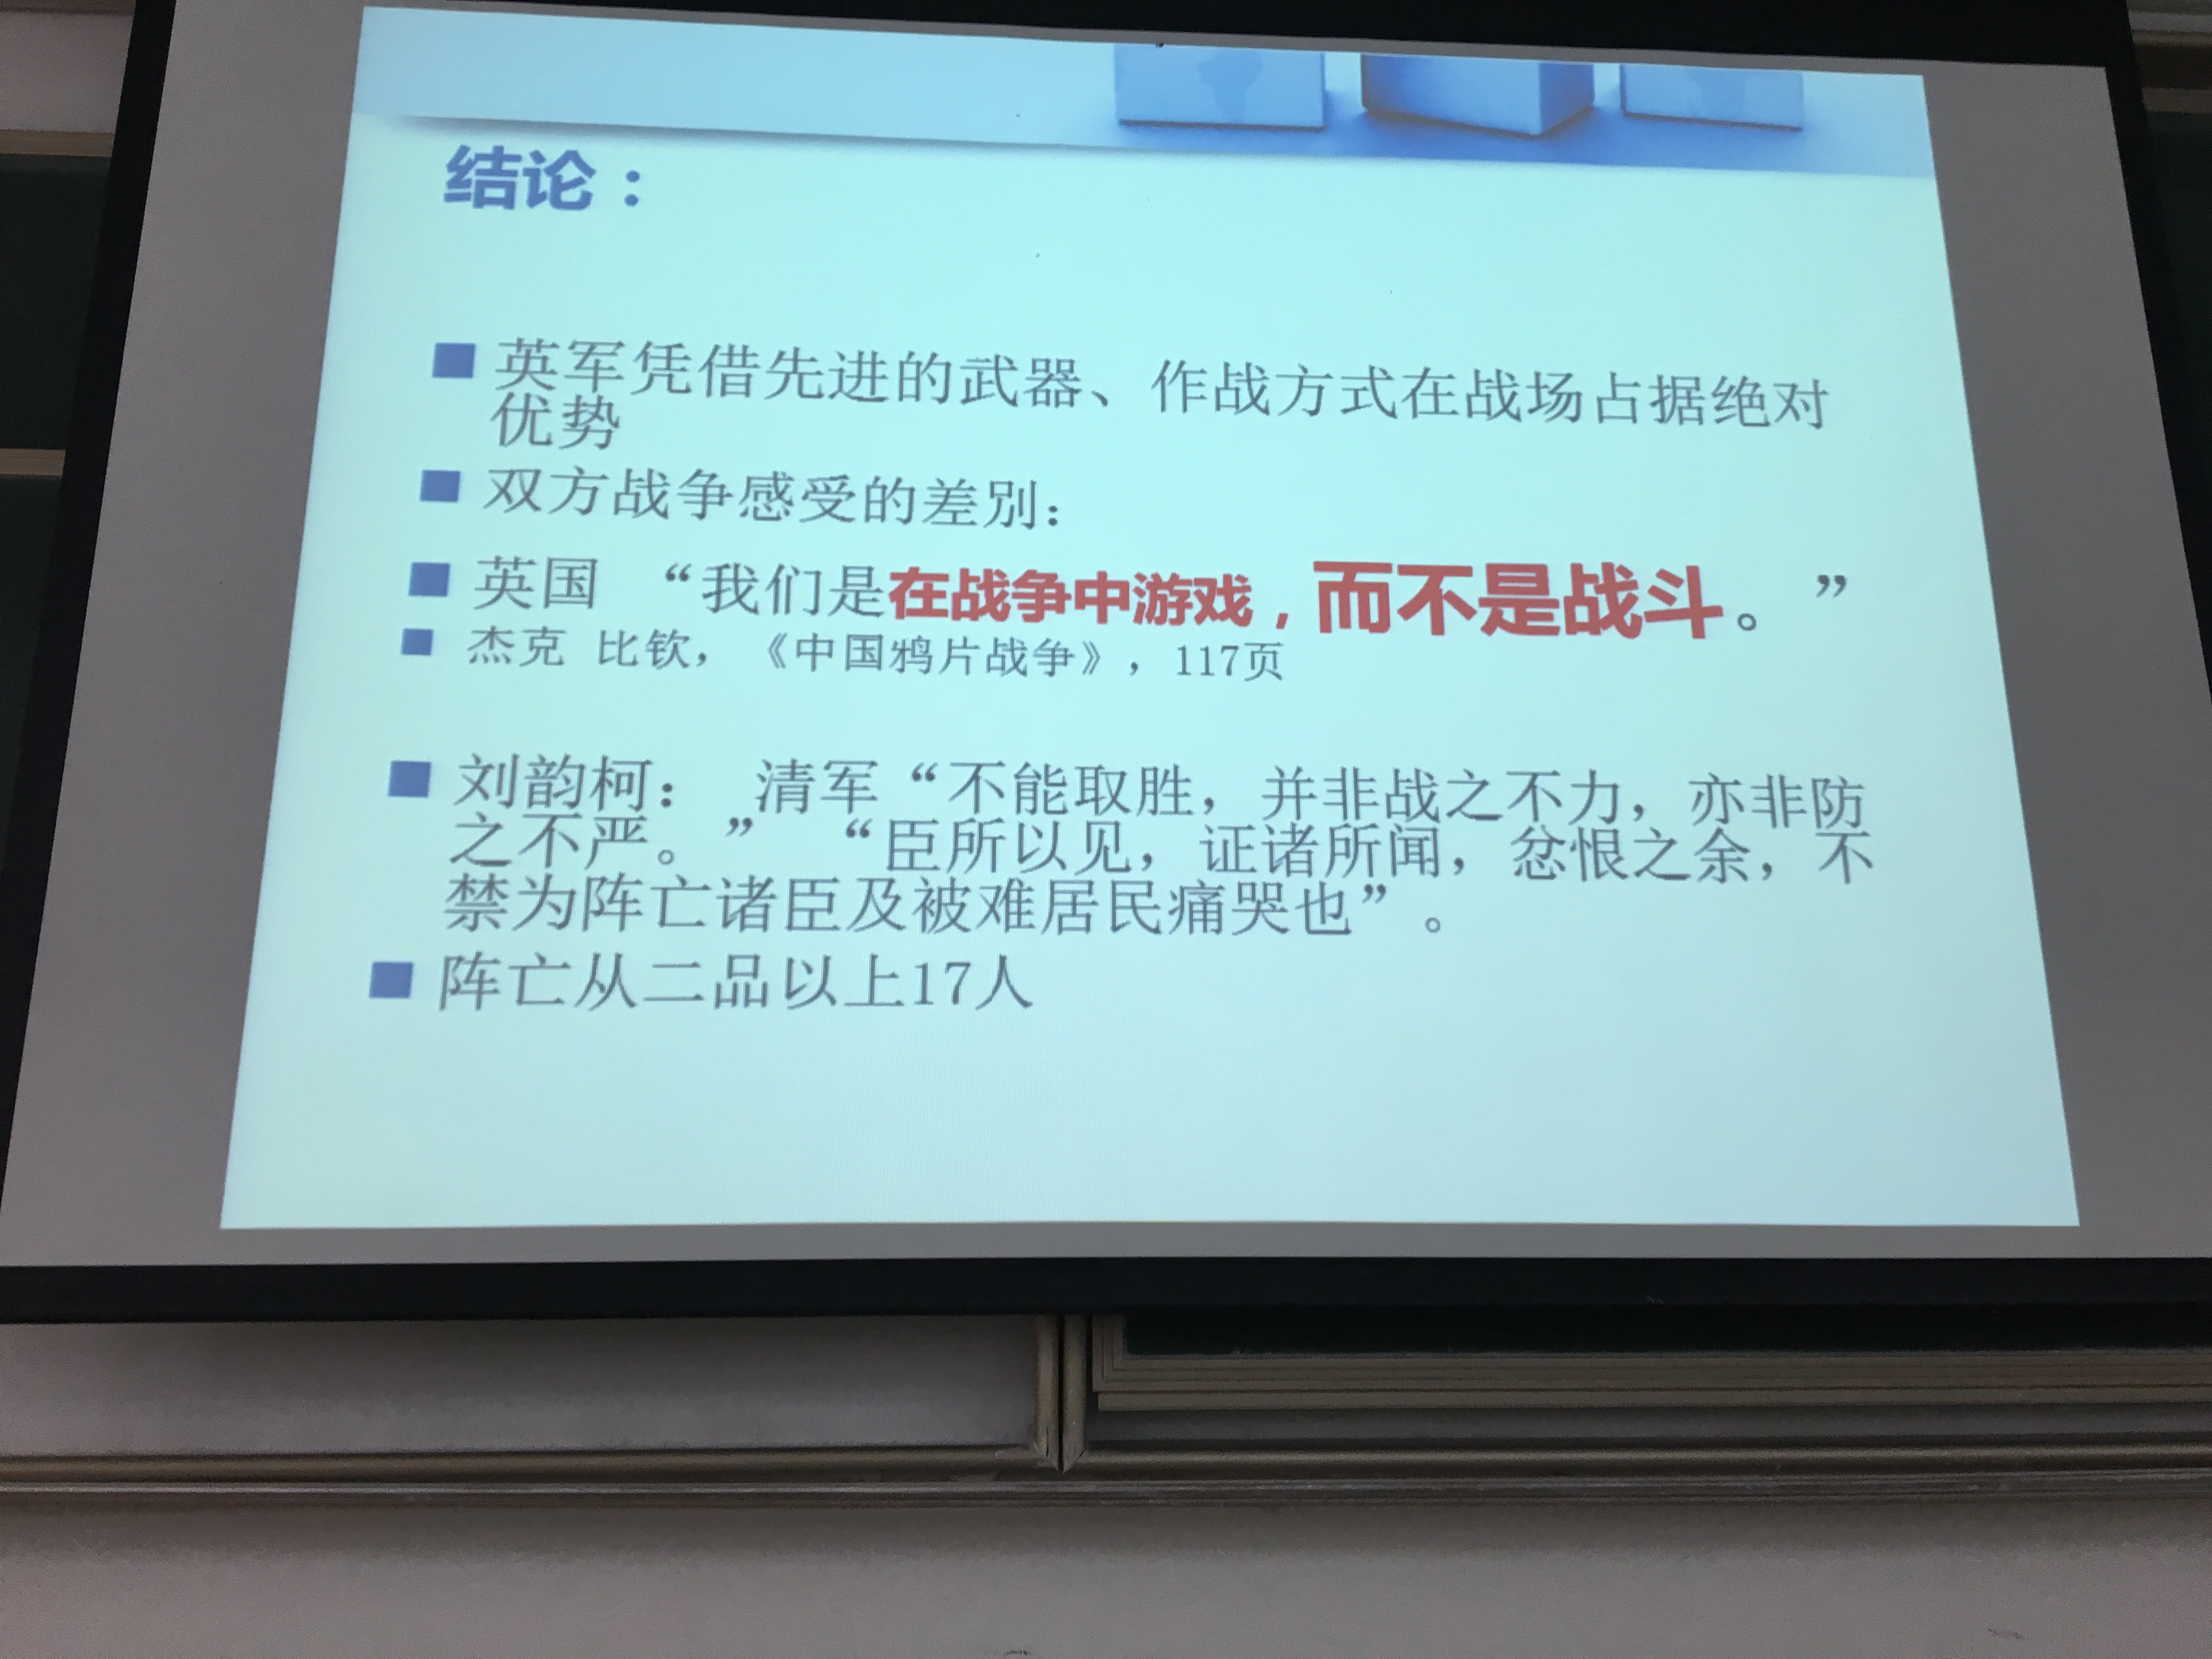 结论：
英军凭借先进的武器、作战方式在战场占据绝对
优势
双方战争感受的差别：
英国 “我们是在战争中游戏，而不是战斗。”
杰克 比钦，《中国鸦片战争》，117页
刘韵柯： 清军“不能取胜，并非战之不力，亦非防
之不严。” “臣所以见，证诸所闻，忿恨之余，不
禁为阵亡诸臣及被难居民痛哭也”。
阵亡从二品以上17人